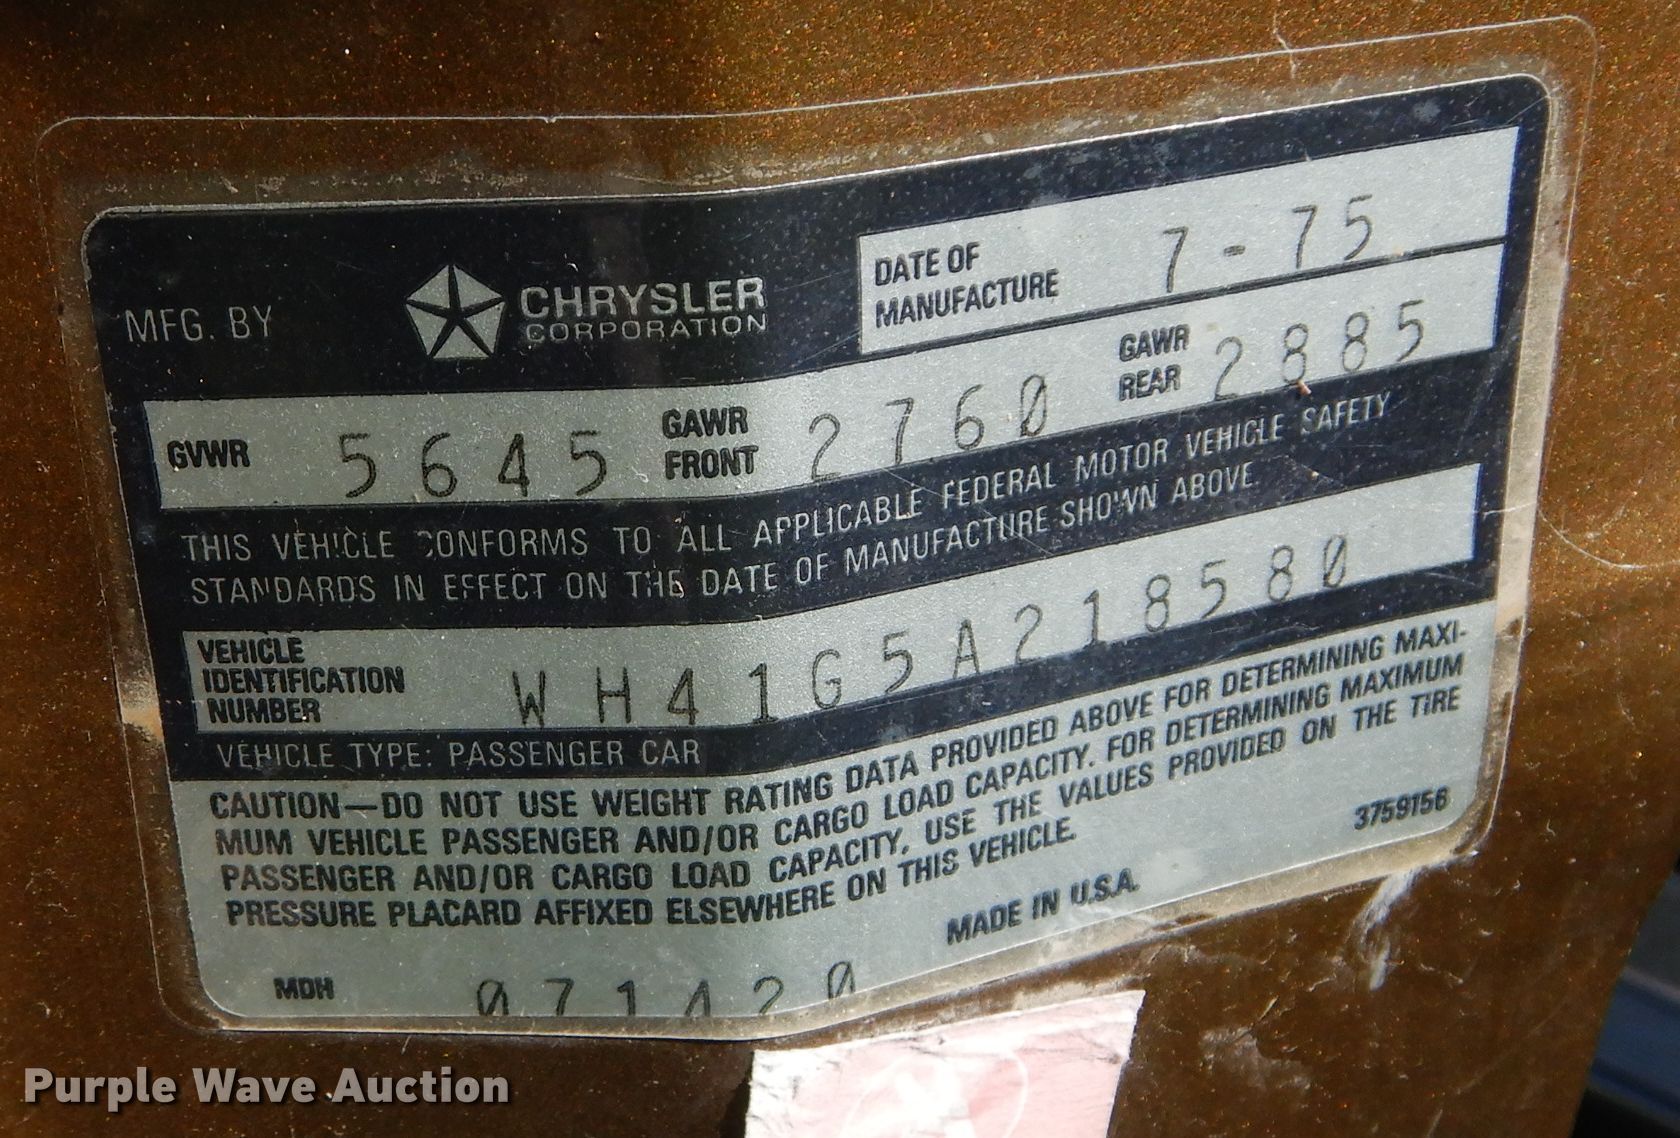 MFG. BY
CHRYSLER
CORPORATION
DATE OF
MANUFACTURE 7-75
GVWR 5645 GAWR
FRONT 2760 GAWR
REAR 2885
THIS VEHICLE CONFORMS TO ALL APPLICABLE FEDERAL MOTOR VEHICLE SAFETY
STANDARDS IN EFFECT ON THE DATE OF MANUFACTURE SHOWN ABOVE
VEHICLE
IDENTIFICATION
NUMBER WH41G5A218580
VEHICLE TYPE: PASSENGER CAR
CAUTION—DO NOT USE WEIGHT RATING DATA PROVIDED ABOVE FOR DETERMINING MAXI-
MUM VEHICLE PASSENGER AND/OR CARGO LOAD CAPACITY. FOR DETERMINING MAXIMUM
PASSENGER AND/OR CARGO LOAD CAPACITY, USE THE VALUES PROVIDED ON THE TIRE
PRESSURE PLACARD AFFIXED ELSEWHERE ON THIS VEHICLE.
3759156
MADE IN U.S.A.
MDH 071420
Purple Wave Auction